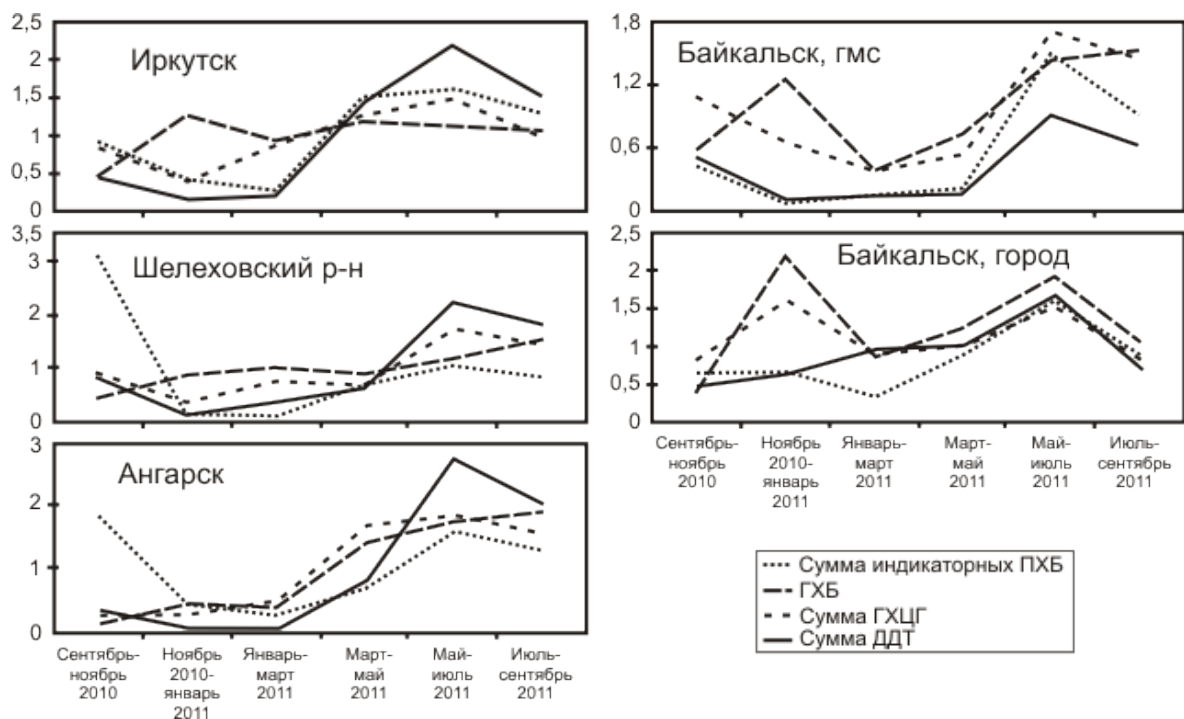 2,5
2
1,5
1
0,5
0
Иркутск
3,5
3
2
1
0
Шелеховский р-н
3
2
1
0
Ангарск
Сентябрь-
ноябрь
2010
Ноябрь
2010-
январь
2011
Январь-
март
2011
Март-
май
2011
Май-
июль
2011
Июль-
сентябрь
2011
1,8
1,2
0,6
0
Байкальск, гмс
2,5
2
1,5
1
0,5
0
Байкальск, город
Сентябрь-
ноябрь
2010
Ноябрь
2010-
январь
2011
Январь-
март
2011
Март-
май
2011
Май-
июль
2011
Июль-
сентябрь
2011
Сумма индикаторных ПХБ
ГХБ
Сумма ГХЦГ
Сумма ДДТ